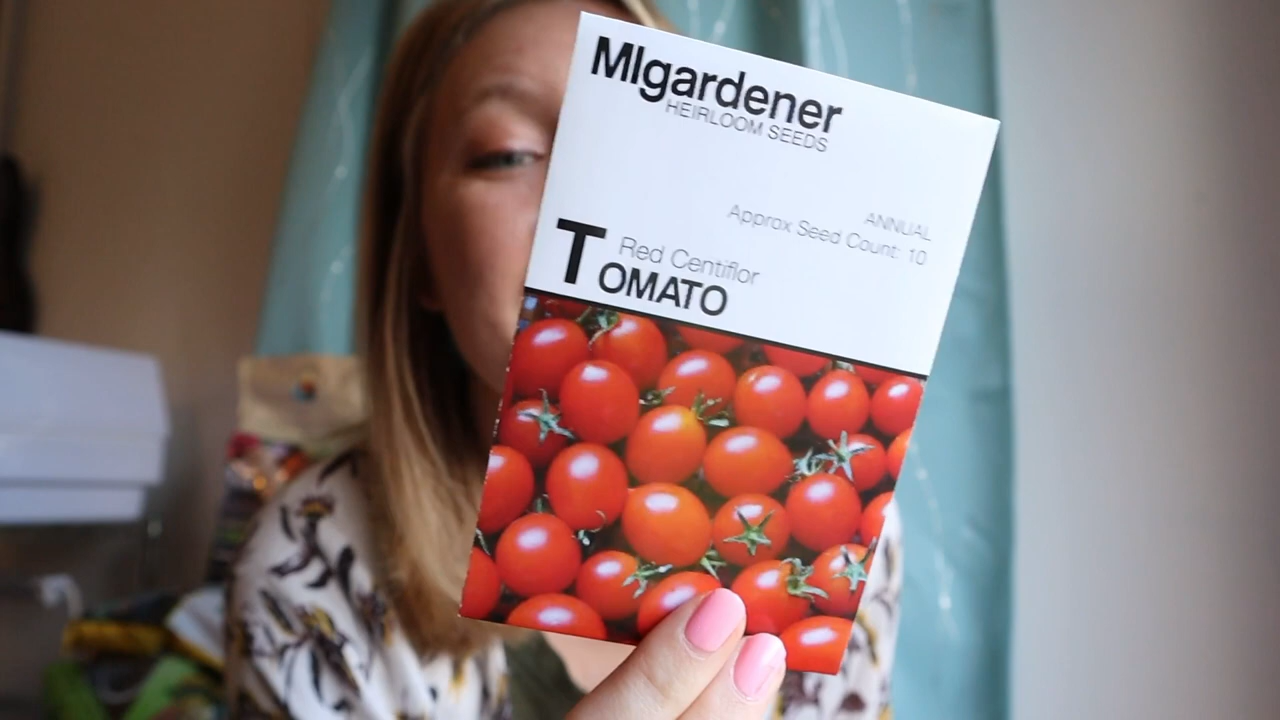 MIgardener
HEIRLOOM SEEDS
ANNUAL
Approx Seed Count: 10
Red Centiflor
TOMATO